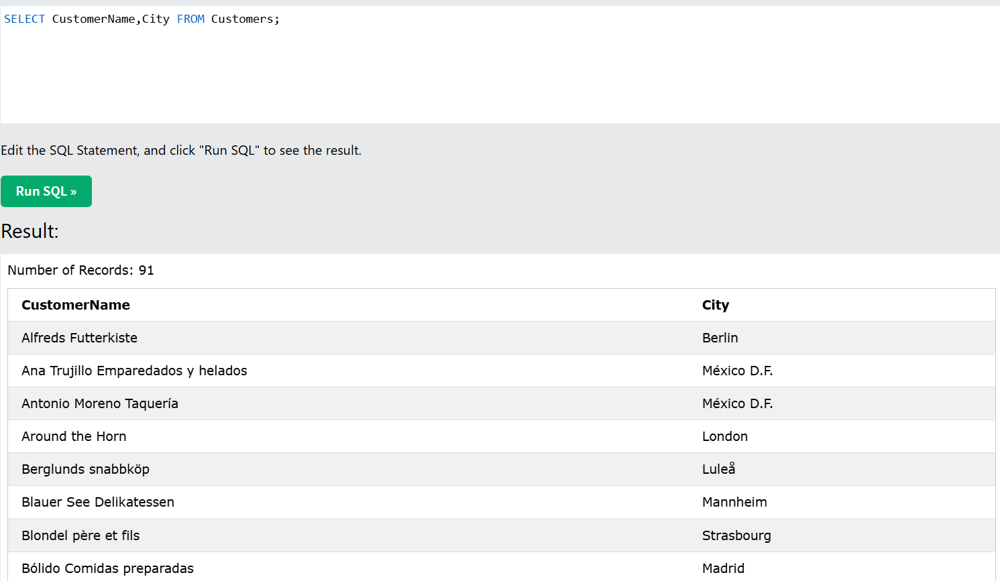 SELECT CustomerName,City FROM Customers;
Edit the SQL Statement, and click "Run SQL" to see the result.
Run SQL »
Result:
Number of Records: 91
CustomerName City
Alfreds Futterkiste Berlin
Ana Trujillo Emparedados y helados México D.F.
Antonio Moreno Taquería México D.F.
Around the Horn London
Berglunds snabbköp Luleå
Blauer See Delikatessen Mannheim
Blondel père et fils Strasbourg
Bólido Comidas preparadas Madrid